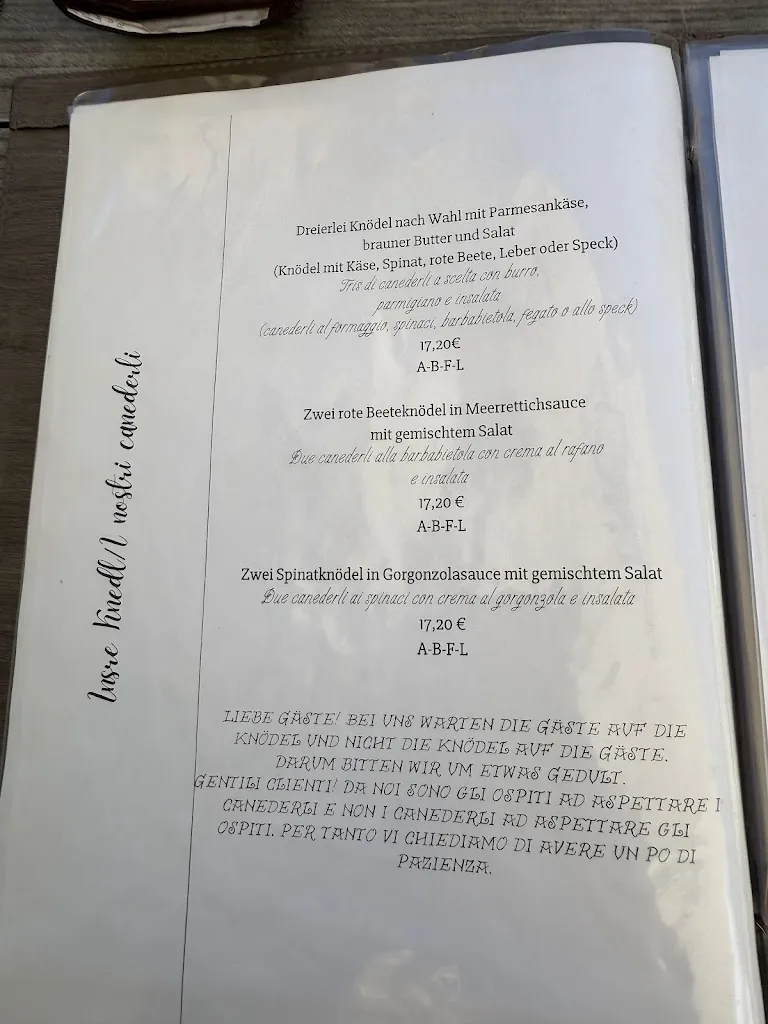 Insre Knedl/I nostri canederli
Dreierlei Knödel nach Wahl mit Parmesankäse,
brauner Butter und Salat
(Knödel mit Käse, Spinat, rote Beete, Leber oder Speck)
Tris di canederli a scelta con burro,
parmigiano e insalata
(canederli al formaggio, spinaci, barbabietola, fegato o allo speck)
17,20€
A-B-F-L
Zwei rote Beeteknödel in Meerrettichsauce
mit gemischtem Salat
Due canederli alla barbabietola con crema al rafano
e insalata
17,20 €
A-B-F-L
Zwei Spinatknödel in Gorgonzolasauce mit gemischtem Salat
Due canederli ai spinaci con crema al gorgonzola e insalata
17,20 €
A-B-F-L
LIEBE GÄSTE! BEI UNS WARTEN DIE GÄSTE AUF DIE
KNÖDEL UND NICHT DIE KNÖDEL AUF DIE GÄSTE.
DARUM BITTEN WIR UM ETWAS GEDULT.
GENTILI CLIENTI! DA NOI SONO GLI OSPITI AD ASPETTARE I
CANEDERLI E NON I CANEDERLI AD ASPETTARE GLI
OSPITI. PER TANTO VI CHIEDIAMO DI AVERE UN PO DI
PAZIENZA.